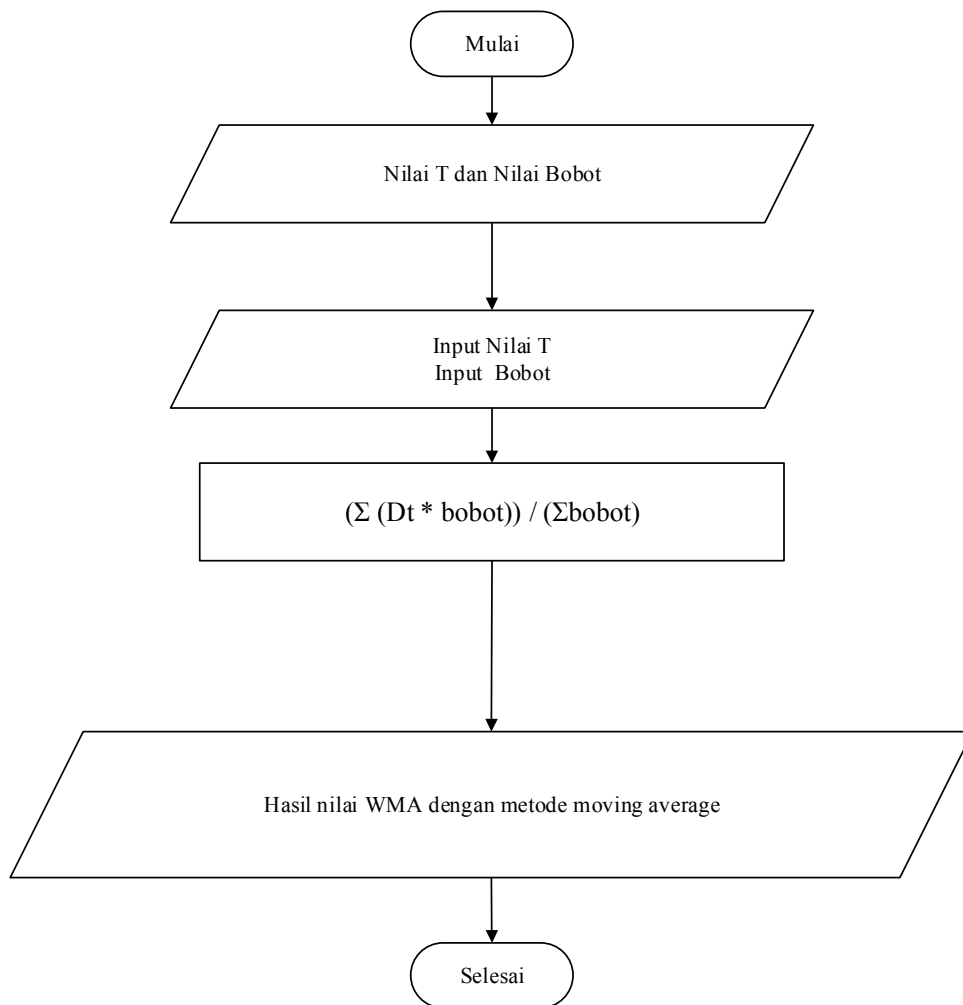 Mulai
Nilai T dan Nilai Bobot
Input Nilai T
Input Bobot
(Σ (Dt * bobot)) / (Σbobot)
Hasil nilai WMA dengan metode moving average
Selesai